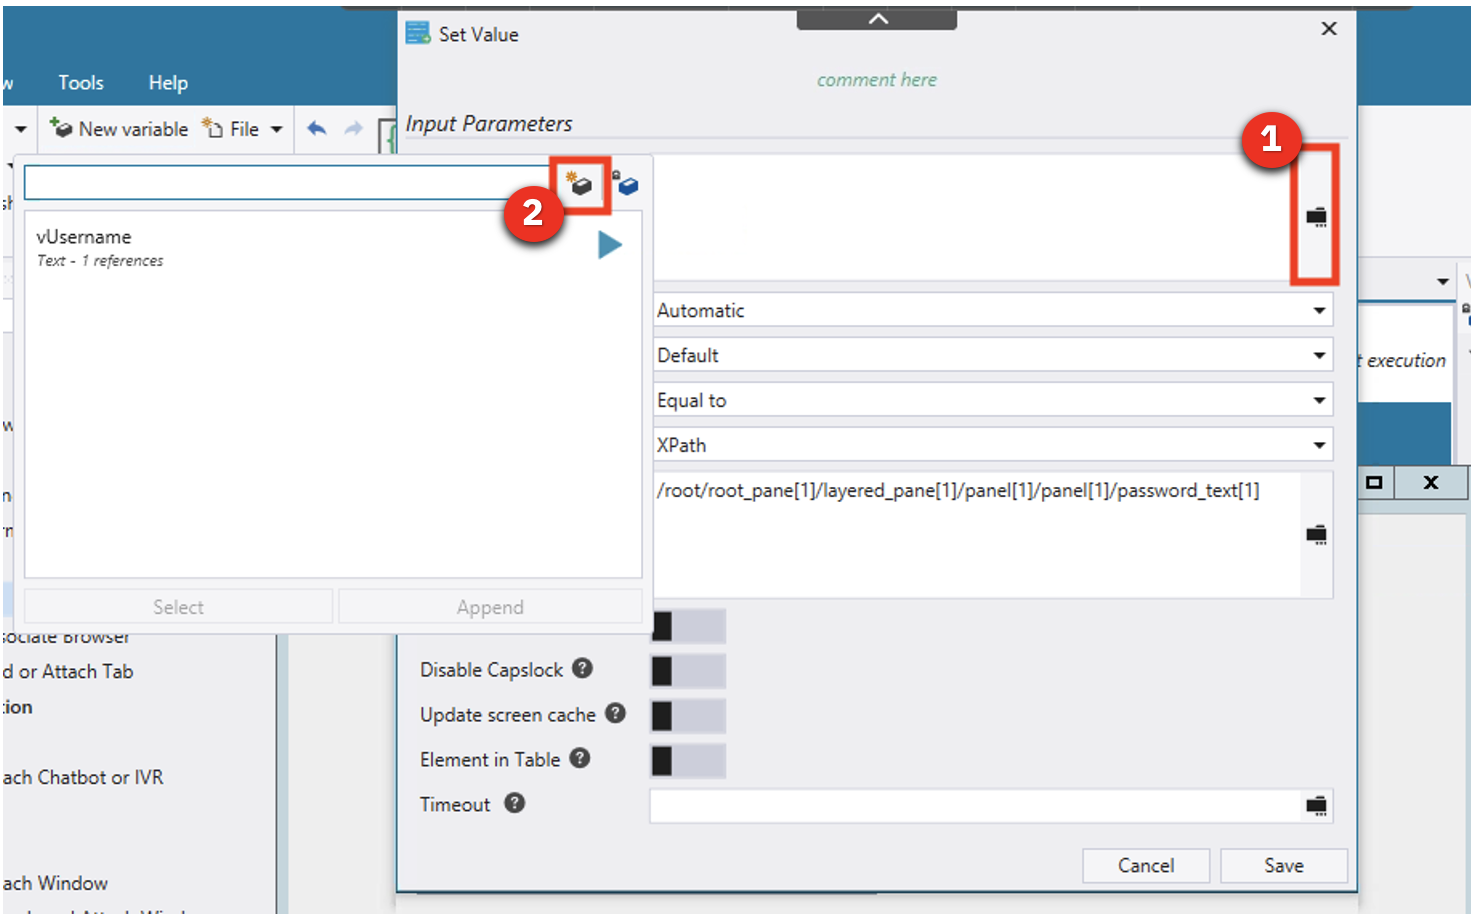 Set Value
comment here
Tools
Help
New variable
File
Input Parameters
1
2
vUsername
Text - 1 references
Automatic
Default
t execution
Equal to
XPath
/root/root_pane[1]/layered_pane[1]/panel[1]/panel[1]/password_text[1]
X
Select
Append
sociate Browser
d or Attach Tab
Disable Capslock ?
tion
Update screen cache ?
Element in Table ?
ach Chatbot or IVR
Timeout ?
Cancel
Save
ach Window